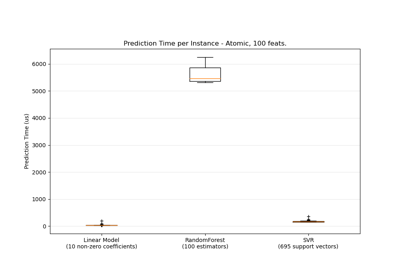 Prediction Time per Instance - Atomic, 100 feats.
6000
5000
4000
3000
2000
1000
0
Prediction Time (us)
Linear Model
(10 non-zero coefficients)
RandomForest
(100 estimators)
SVR
(695 support vectors)